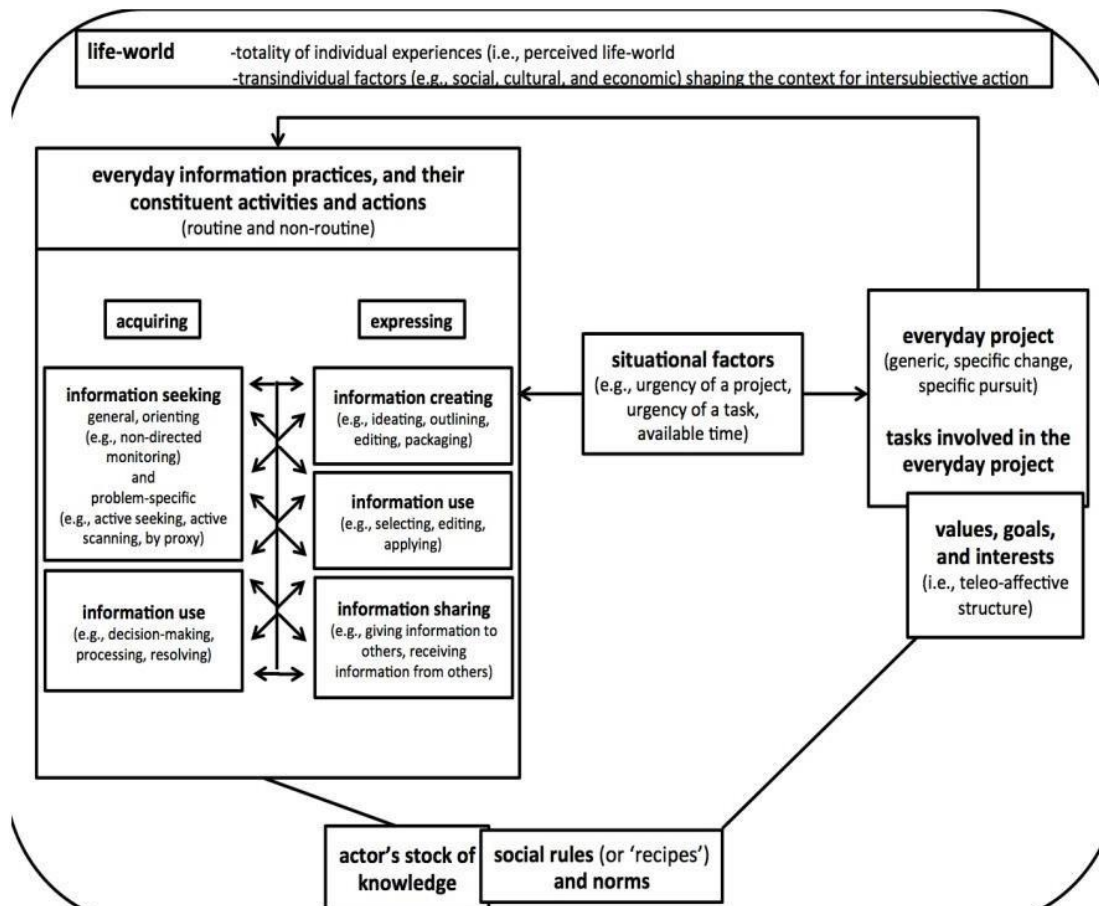 life-world -totality of individual experiences (i.e., perceived life-world
-transindividual factors (e.g., social, cultural, and economic) shaping the context for intersubjective action
everyday information practices, and their
constituent activities and actions
(routine and non-routine)
acquiring
expressing
information seeking
general, orienting
(e.g., non-directed
monitoring)
and
problem-specific
(e.g., active seeking, active
scanning, by proxy)
information use
(e.g., decision-making,
processing, resolving)
information creating
(e.g., ideating, outlining,
editing, packaging)
information use
(e.g., selecting, editing,
applying)
information sharing
(e.g., giving information to
others, receiving
information from others)
situational factors
(e.g., urgency of a project,
urgency of a task,
available time)
everyday project
(generic, specific change,
specific pursuit)
tasks involved in the
everyday project
values, goals,
and interests
(i.e., teleo-affective
structure)
actor's stock of
knowledge
social rules (or 'recipes')
and norms